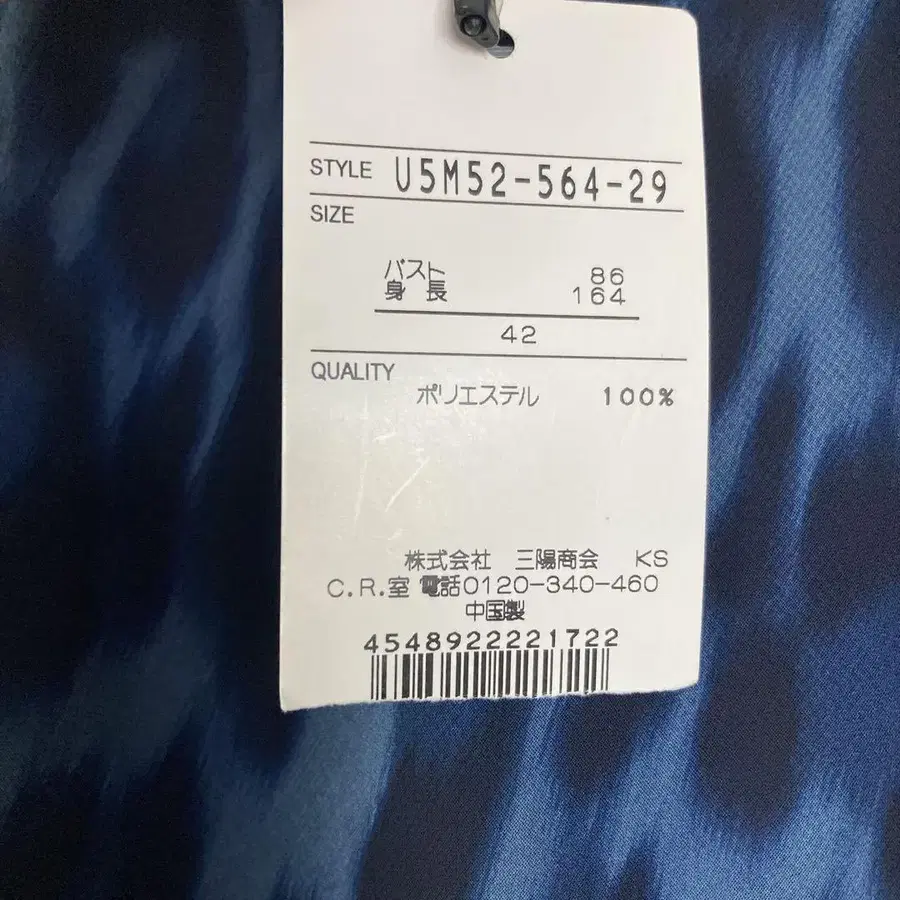 STYLE U5M52-564-29
SIZE
バスト 86
身長 164
42
QUALITY
ポリエステル 100%
株式会社 三陽商会 KS
C.R.室 電話0120-340-460
中国製
4548922221722